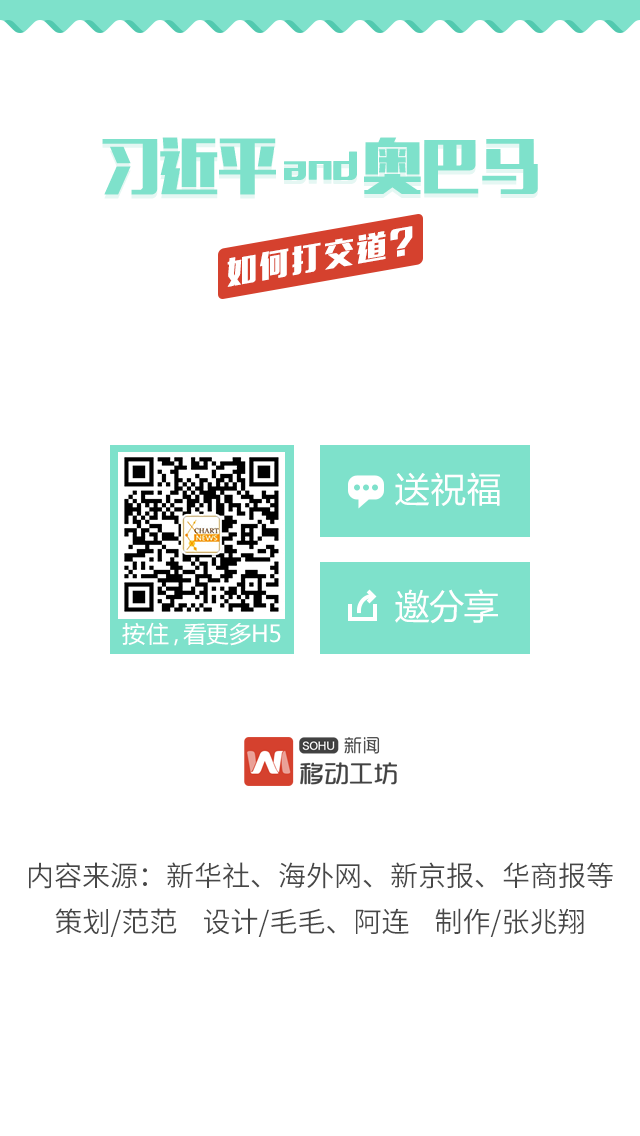 习近平and奥巴马
如何打交道?
CHART
NEWS
按住,看更多H5
送祝福
邀分享
SOHU 新闻
移动工坊
内容来源：新华社、海外网、新京报、华商报等
策划/范范 设计/毛毛、阿连 制作/张兆翔